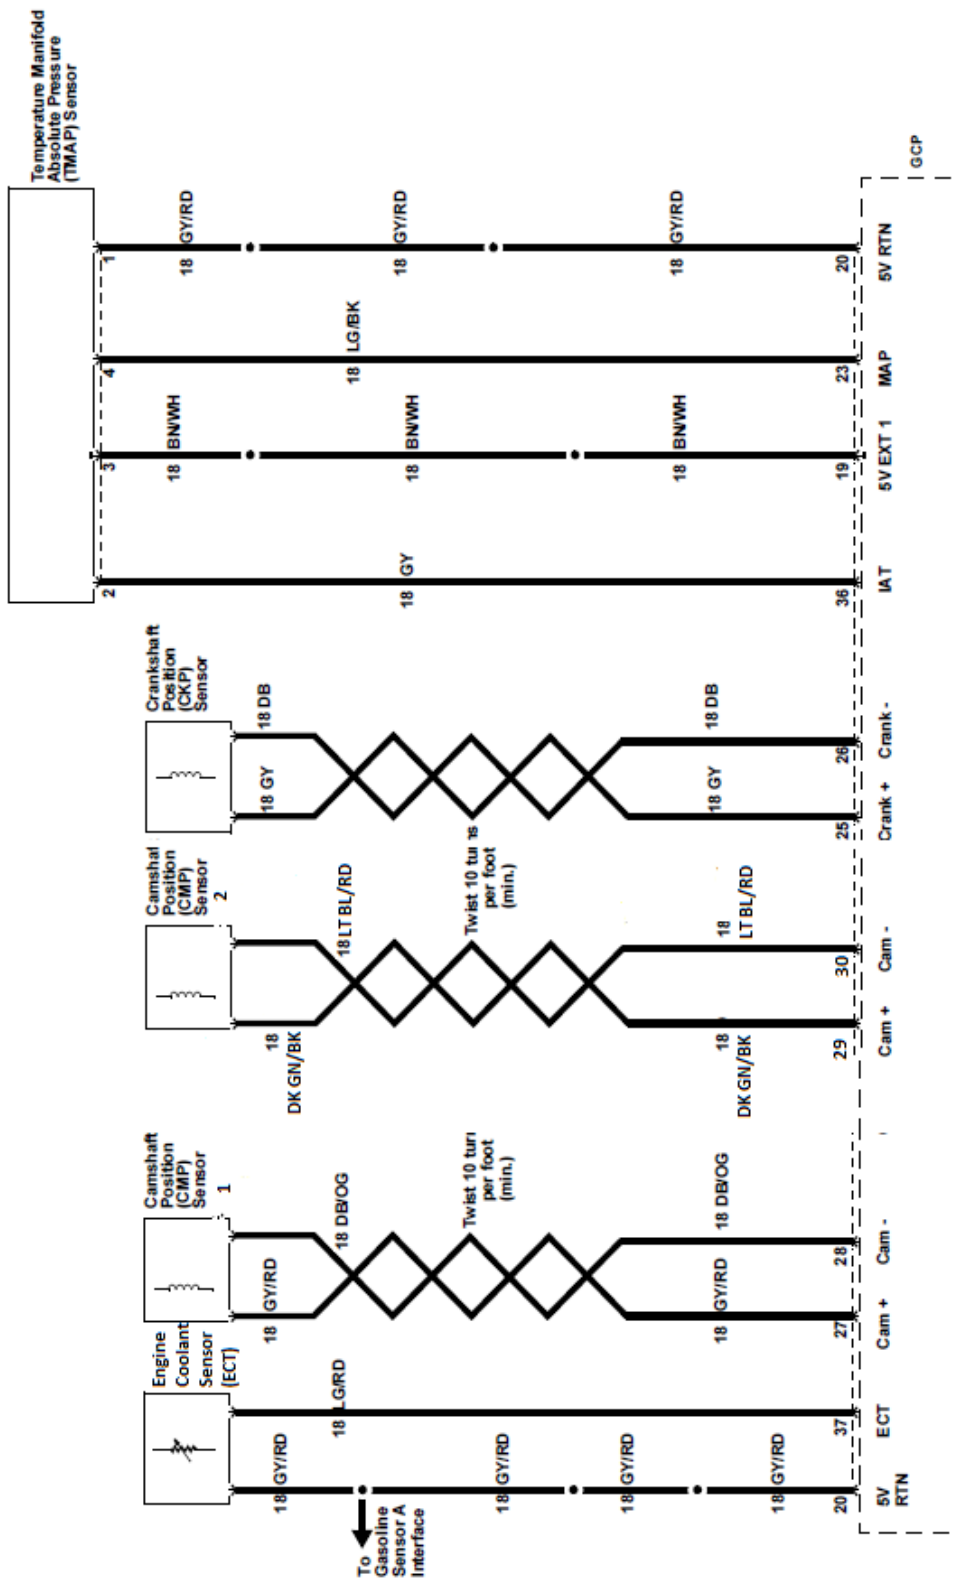 Temperature Manifold
Absolute Pressure
(TMAP) Sensor
1
18 GY/RD
18 GY/RD
18 GY/RD
20
5V RTN
GCP
4
18 LG/BK
23
MAP
3
18 BN/WH
18 BN/WH
18 BN/WH
19
5V EXT 1
2
18 GY
36
IAT
Crankshaft
Position
(CKP)
Sensor
18 DB
18 DB
26
Crank -
18 GY
18 GY
25
Crank +
Camshaf
Position
(CMP)
Sensor
2
Twist 10 tur ns
per foot
(min.)
18 LT BL/RD
18
LT BL/RD
30
Cam -
18
DK GN/BK
18
DK GN/BK
29
Cam +
Camshaft
Position
(CMP)
Sensor
1
Twist 10 turi
per foot
(min.)
18 DB/OG
18 DB/OG
28
Cam -
18 GY/RD
18 GY/RD
27
Cam +
Engine
Coolant
Sensor
(ECT)
18 LG/RD
37
ECT
18 GY/RD
18 GY/RD
18 GY/RD
18 GY/RD
20
5V
RTN
To
Gasoline
Sensor A
Interface